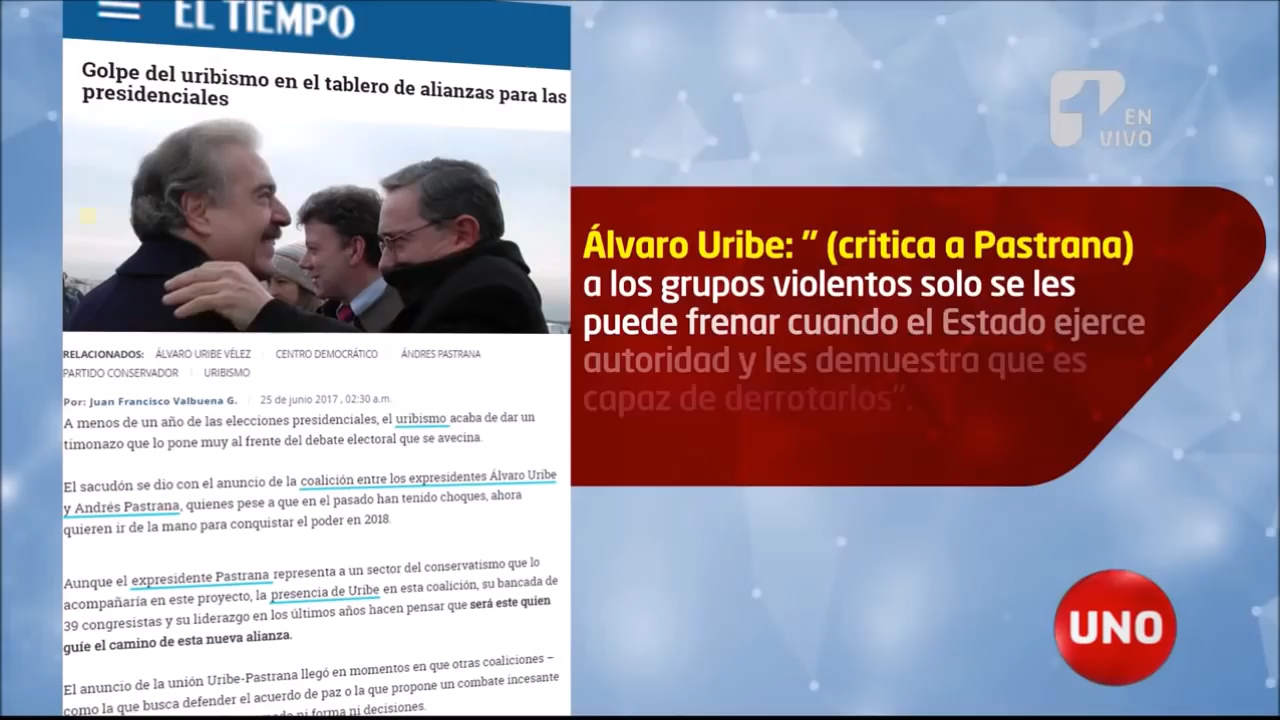 EL TIEMPO
Golpe del uribismo en el tablero de alianzas para las
presidenciales
RELACIONADOS: ÁLVARO URIBE VÉLEZ CENTRO DEMOCRÁTICO ÁNDRES PASTRANA
PARTIDO CONSERVADOR URIBISMO
Por: Juan Francisco Valbuena G. 25 de junio 2017 , 02:30 a.m.
A menos de un año de las elecciones presidenciales, el uribismo acaba de dar un
timonazo que lo pone muy al frente del debate electoral que se avecina.
El sacudón se dio con el anuncio de la coalición entre los expresidentes Álvaro Uribe
y Andrés Pastrana, quienes pese a que en el pasado han tenido choques, ahora
quieren ir de la mano para conquistar el poder en 2018.
Aunque el expresidente Pastrana representa a un sector del conservatismo que lo
acompañaría en este proyecto, la presencia de Uribe en esta coalición, su bancada de
39 congresistas y su liderazgo en los últimos años hacen pensar que será este quien
guíe el camino de esta nueva alianza.
El anuncio de la unión Uribe-Pastrana llegó en momentos en que otras coaliciones –
como la que busca defender el acuerdo de paz o la que propone un combate incesante
ni forma ni decisiones.
1 EN
VIVO
Álvaro Uribe: ” (critica a Pastrana)
a los grupos violentos solo se les
puede frenar cuando el Estado ejerce
autoridad y les demuestra que es
capaz de derrotarlos”.
UNO